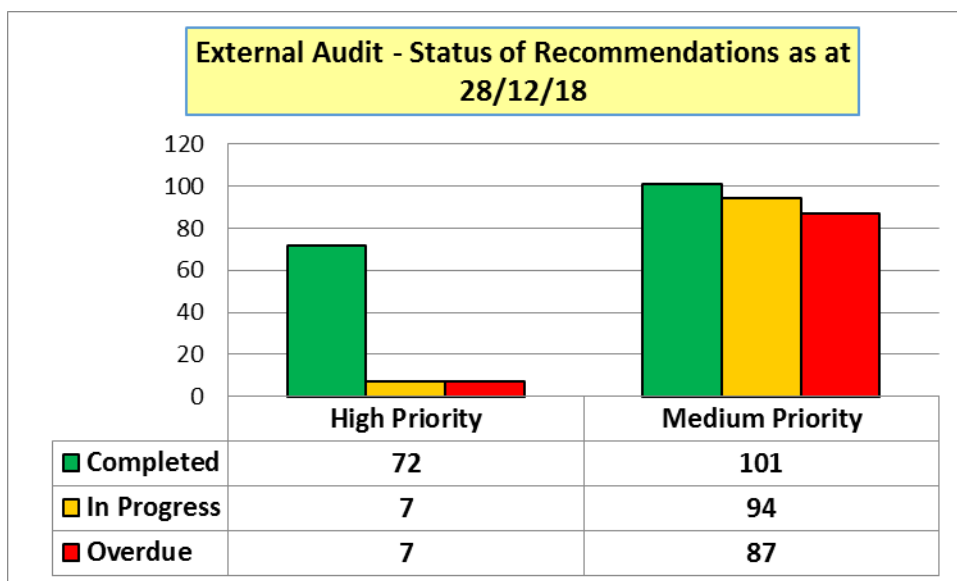 External Audit - Status of Recommendations as at
28/12/18
120
100
80
60
40
20
0
High Priority Medium Priority
Completed 72 101
In Progress 7 94
Overdue 7 87